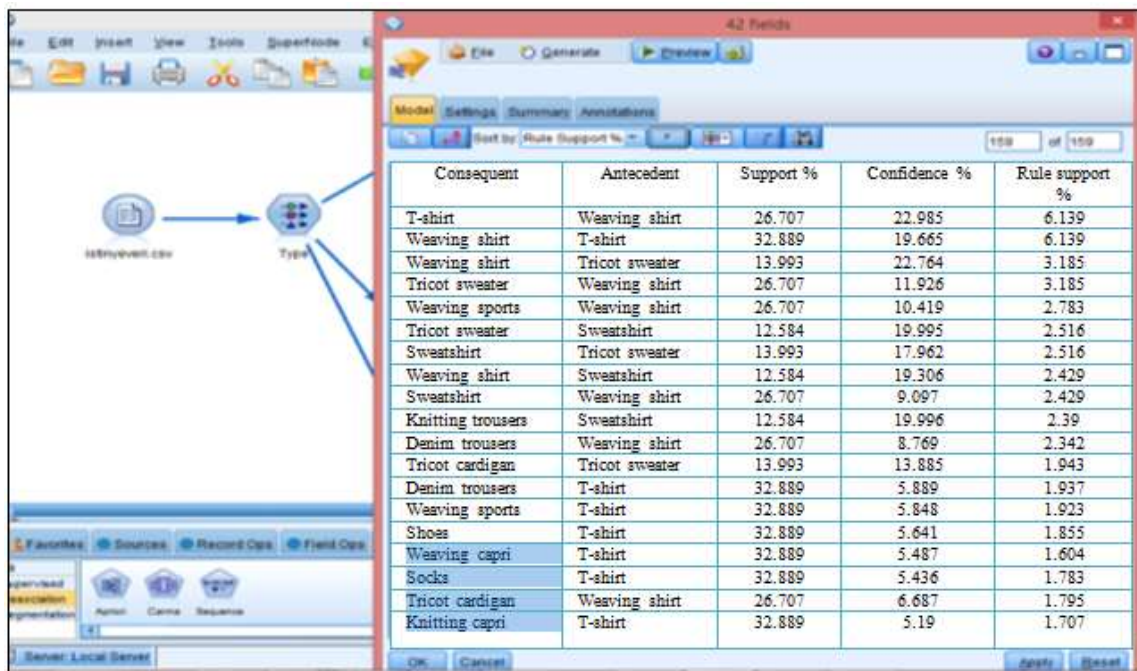 Edit Insert View Tools SuperNode
42 fields
File Generate Preview
Model Settings Summary Annotations
Sort by: Rule Support % 159 of 159
Consequent Antecedent Support % Confidence % Rule support %
T-shirt Weaving shirt 26.707 22.985 6.139
Weaving shirt T-shirt 32.889 19.665 6.139
Weaving shirt Tricot sweater 13.993 22.764 3.185
Tricot sweater Weaving shirt 26.707 11.926 3.185
Weaving sports Weaving shirt 26.707 10.419 2.783
Tricot sweater Sweatshirt 12.584 19.995 2.516
Sweatshirt Tricot sweater 13.993 17.962 2.516
Weaving shirt Sweatshirt 12.584 19.306 2.429
Sweatshirt Weaving shirt 26.707 9.097 2.429
Knitting trousers Sweatshirt 12.584 19.996 2.39
Denim trousers Weaving shirt 26.707 8.769 2.342
Tricot cardigan Tricot sweater 13.993 13.885 1.943
Denim trousers T-shirt 32.889 5.889 1.937
Weaving sports T-shirt 32.889 5.848 1.923
Shoes T-shirt 32.889 5.641 1.855
Weaving capri T-shirt 32.889 5.487 1.604
Socks T-shirt 32.889 5.436 1.783
Tricot cardigan Weaving shirt 26.707 6.687 1.795
Knitting capri T-shirt 32.889 5.19 1.707
Type
Favorites Sources Record Ops Field Ops
Apriori Carma Sequence
Server: Local Server
OK Cancel Apply Reset